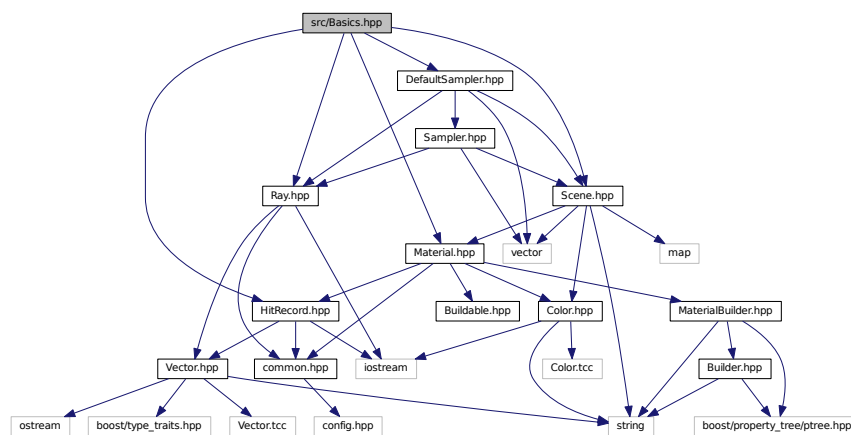 src/Basics.hpp
DefaultSampler.hpp
Sampler.hpp
Ray.hpp
Scene.hpp
Material.hpp
vector
map
HitRecord.hpp
Buildable.hpp
Color.hpp
MaterialBuilder.hpp
Vector.hpp
common.hpp
iostream
Color.tcc
Builder.hpp
ostream
boost/type_traits.hpp
Vector.tcc
config.hpp
string
boost/property_tree/ptree.hpp